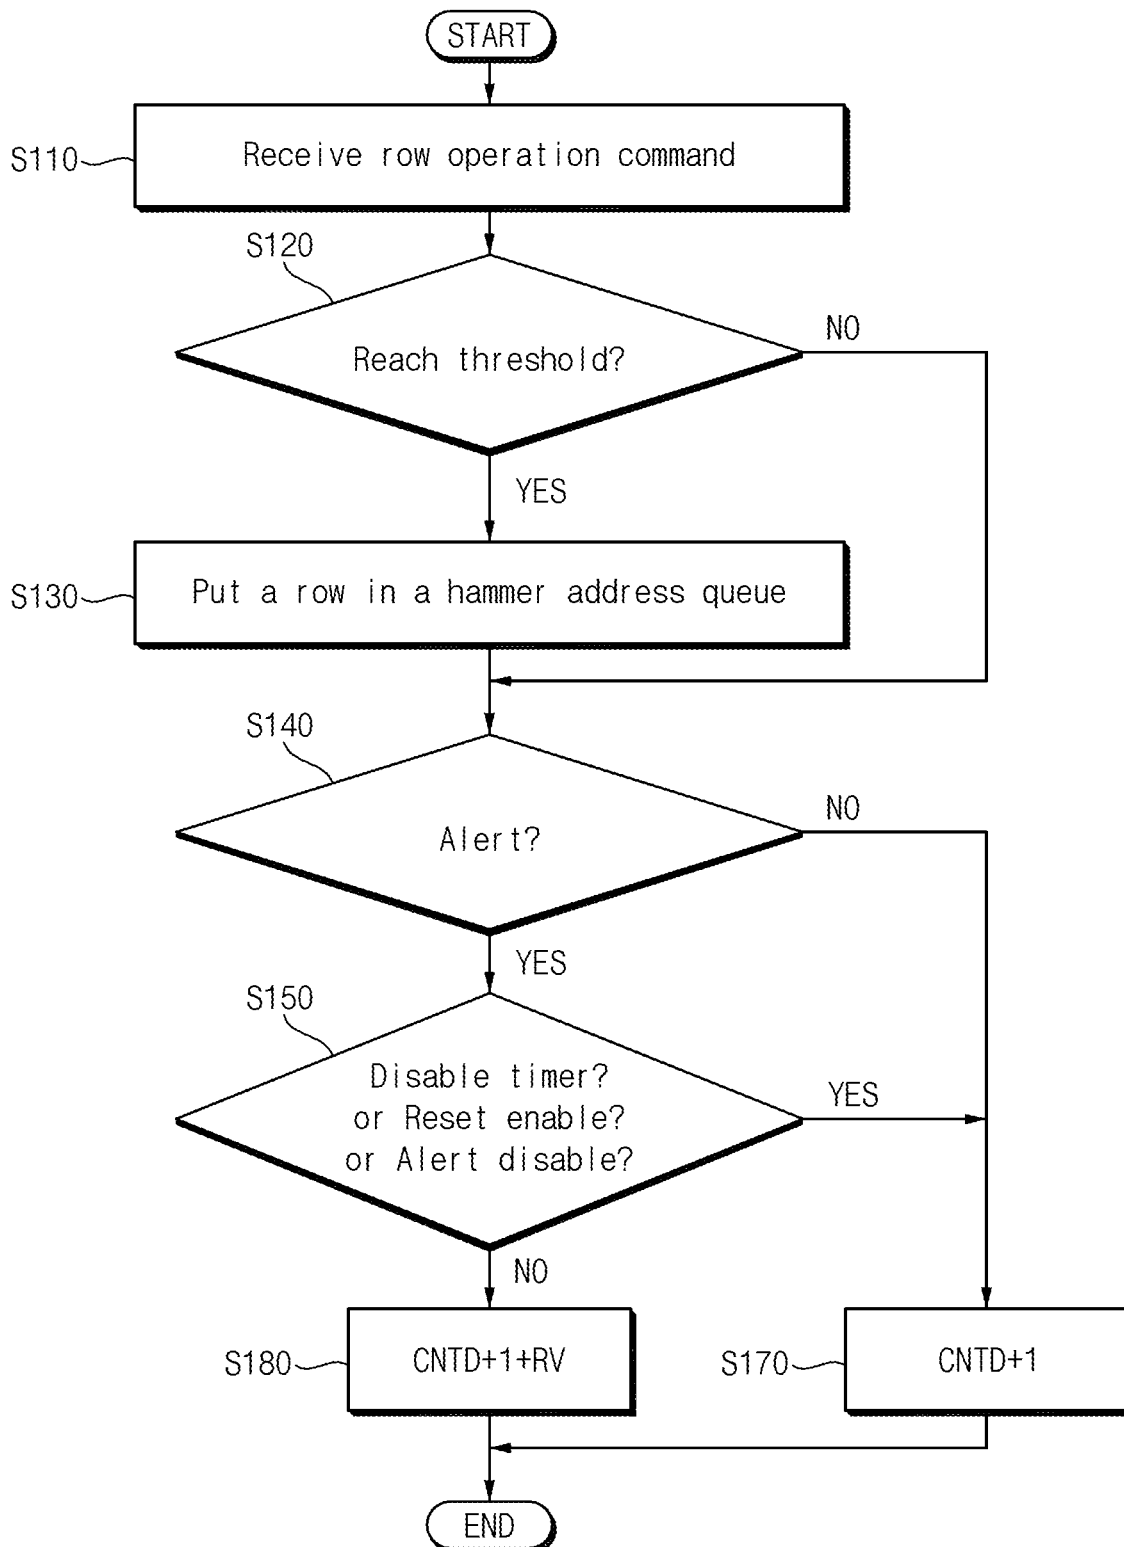 START
S110
Receive row operation command
S120
NO
Reach threshold?
YES
S130
Put a row in a hammer address queue
S140
NO
Alert?
YES
S150
Disable timer?
or Reset enable?
or Alert disable?
YES
NO
S180
CNTD+1+RV
S170
CNTD+1
END